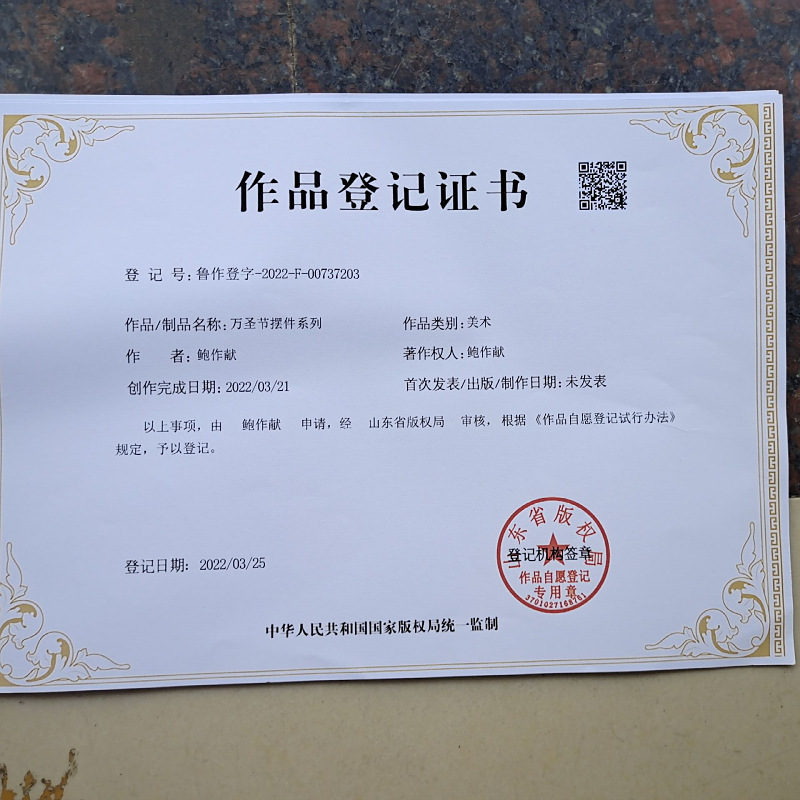 作品登记证书
登 记 号：鲁作登字-2022-F-00737203
作品/制品名称：万圣节摆件系列 作品类别：美术
作 者：鲍作献 著作权人：鲍作献
创作完成日期：2022/03/21 首次发表/出版/制作日期：未发表
以上事项，由 鲍作献 申请，经 山东省版权局 审核，根据《作品自愿登记试行办法》
规定，予以登记。
登记日期：2022/03/25
登记机构签章
山东省版权局
作品自愿登记
专用章
3701027168761
中华人民共和国国家版权局统一监制